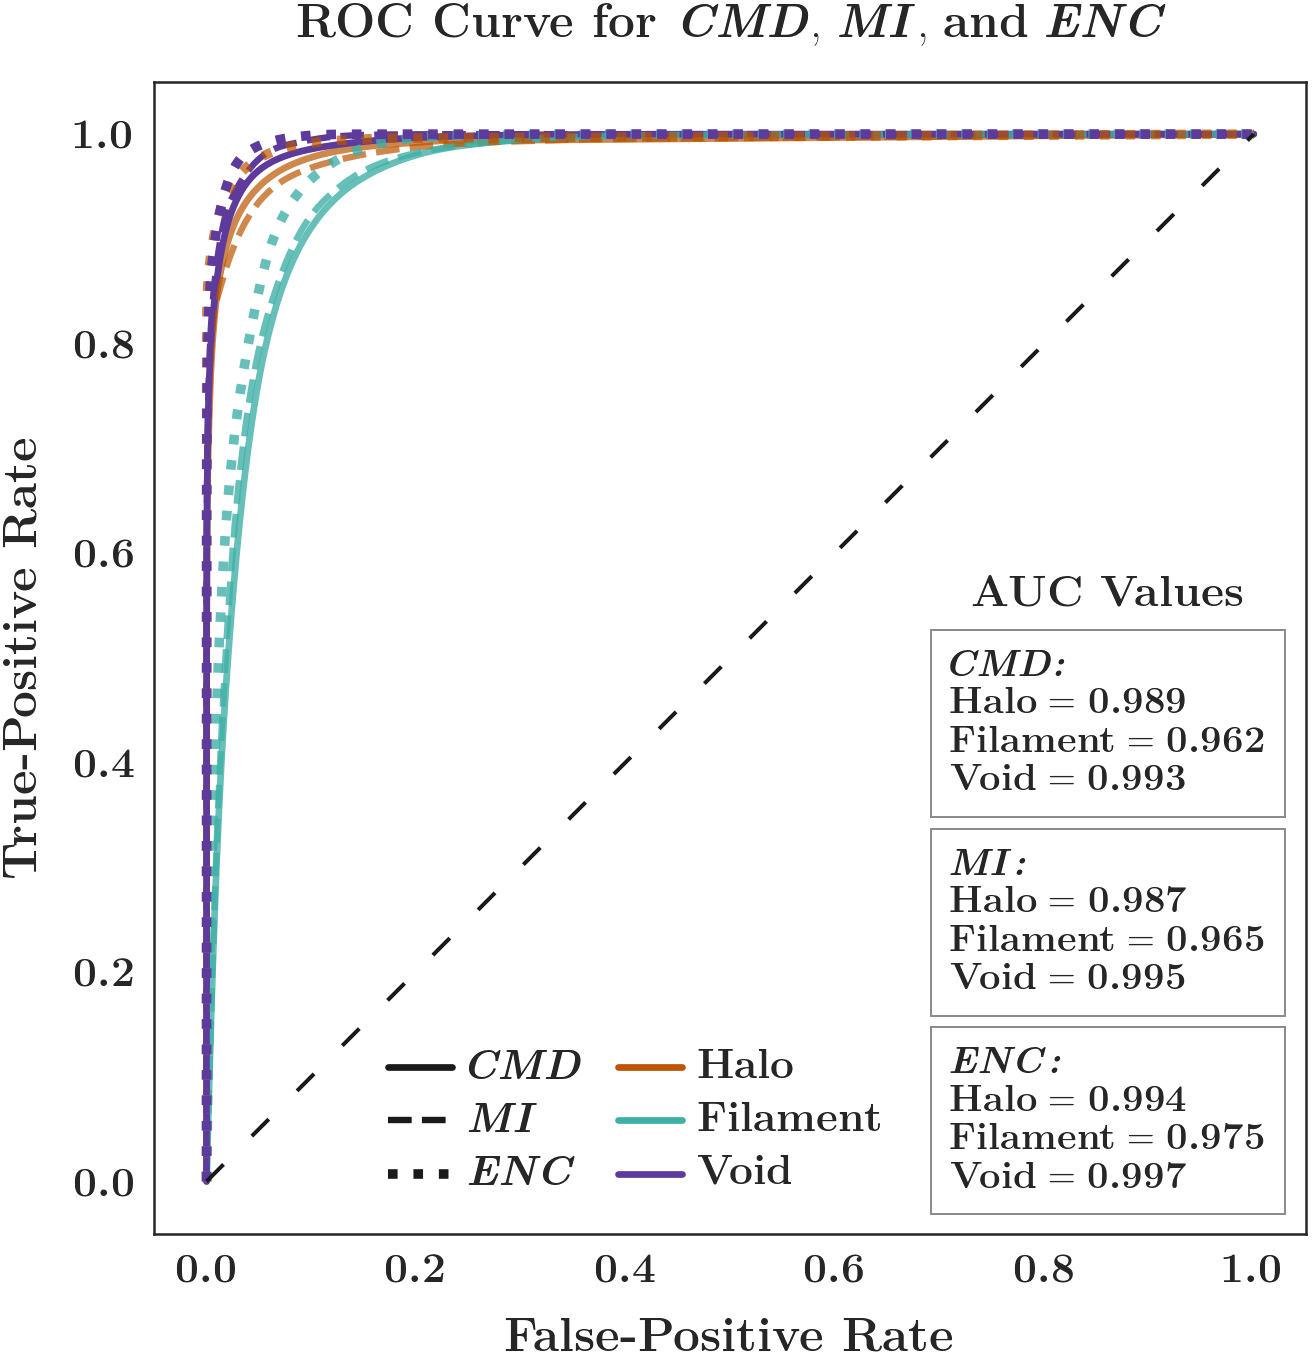 ROC Curve for CMD, MI, and ENC
True-Positive Rate
1.0
0.8
0.6
0.4
0.2
0.0
AUC Values
CMD:
Halo = 0.989
Filament = 0.962
Void = 0.993
MI:
Halo = 0.987
Filament = 0.965
Void = 0.995
ENC:
Halo = 0.994
Filament = 0.975
Void = 0.997
CMD Halo
MI Filament
ENC Void
0.0 0.2 0.4 0.6 0.8 1.0
False-Positive Rate